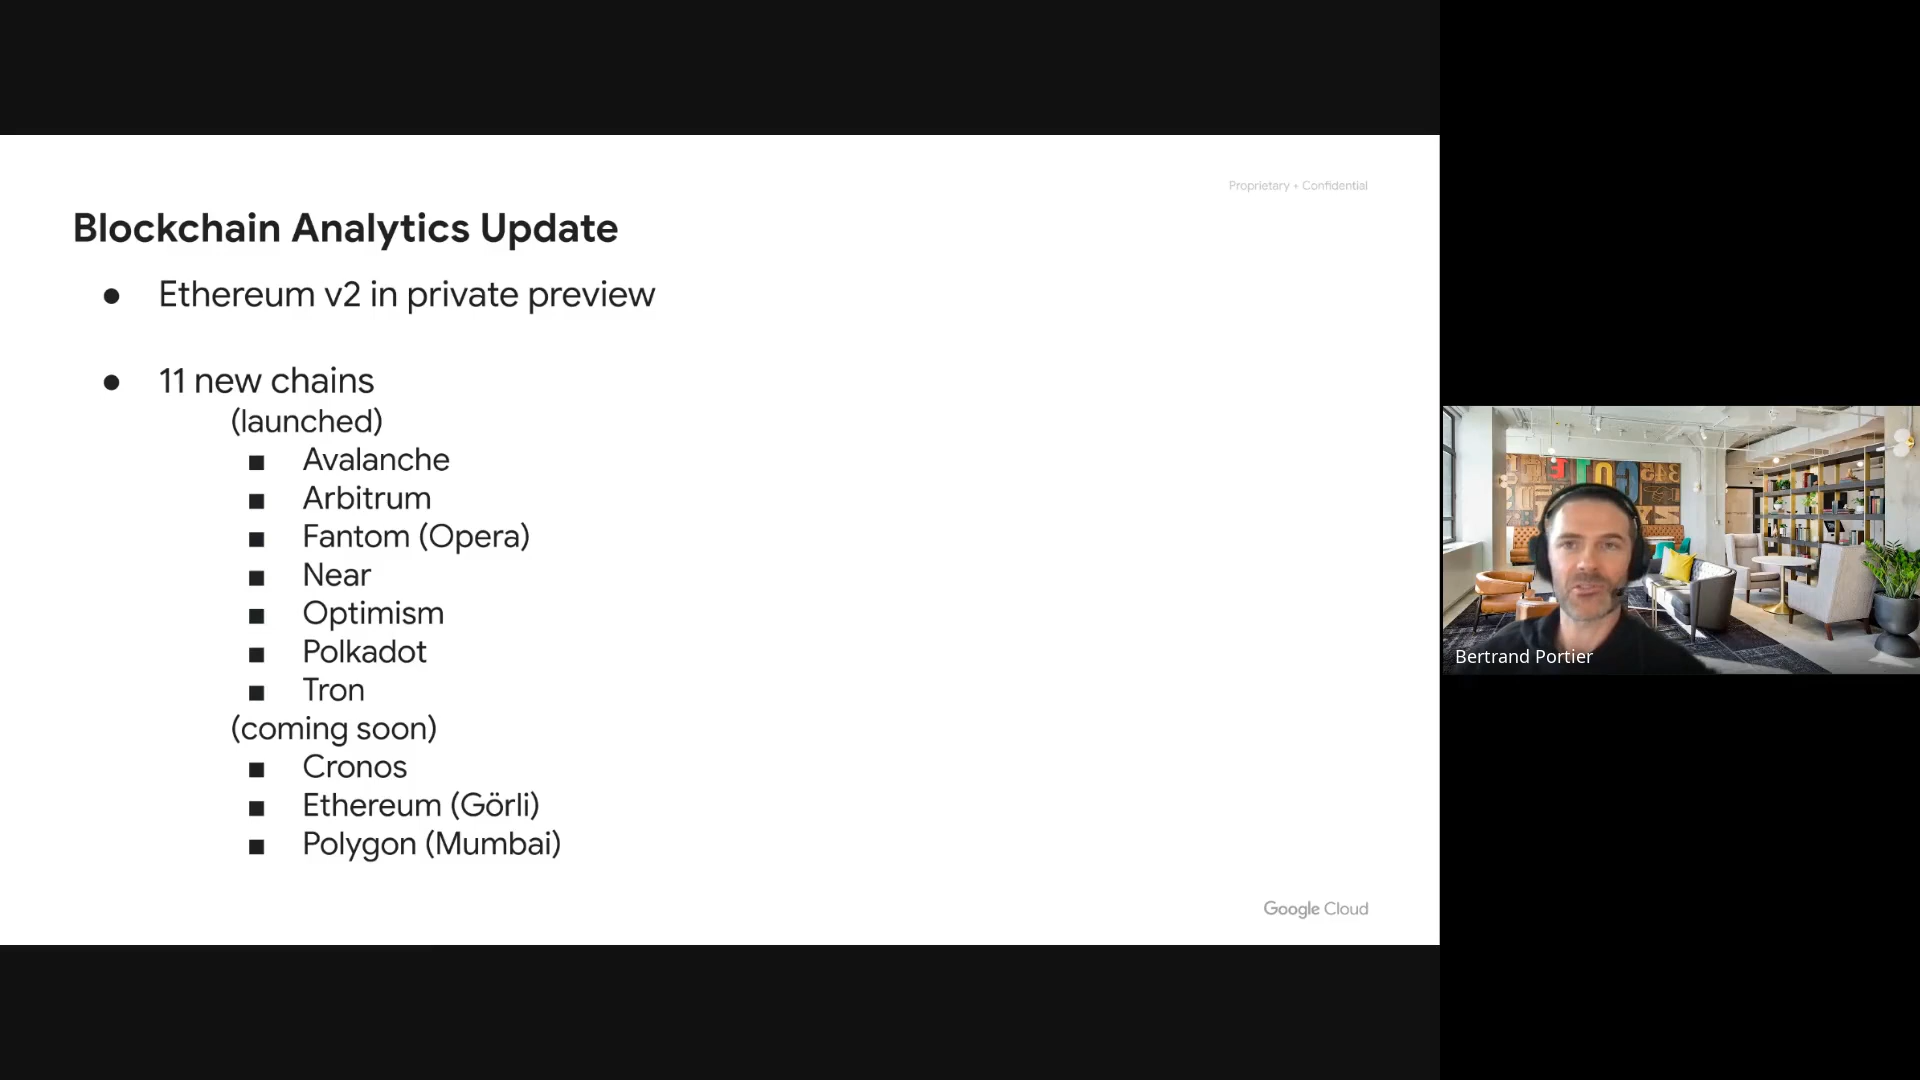 Proprietary + Confidential
Blockchain Analytics Update
● Ethereum v2 in private preview
● 11 new chains
(launched)
■ Avalanche
■ Arbitrum
■ Fantom (Opera)
■ Near
■ Optimism
■ Polkadot
■ Tron
(coming soon)
■ Cronos
■ Ethereum (Görli)
■ Polygon (Mumbai)
Google Cloud
Bertrand Portier